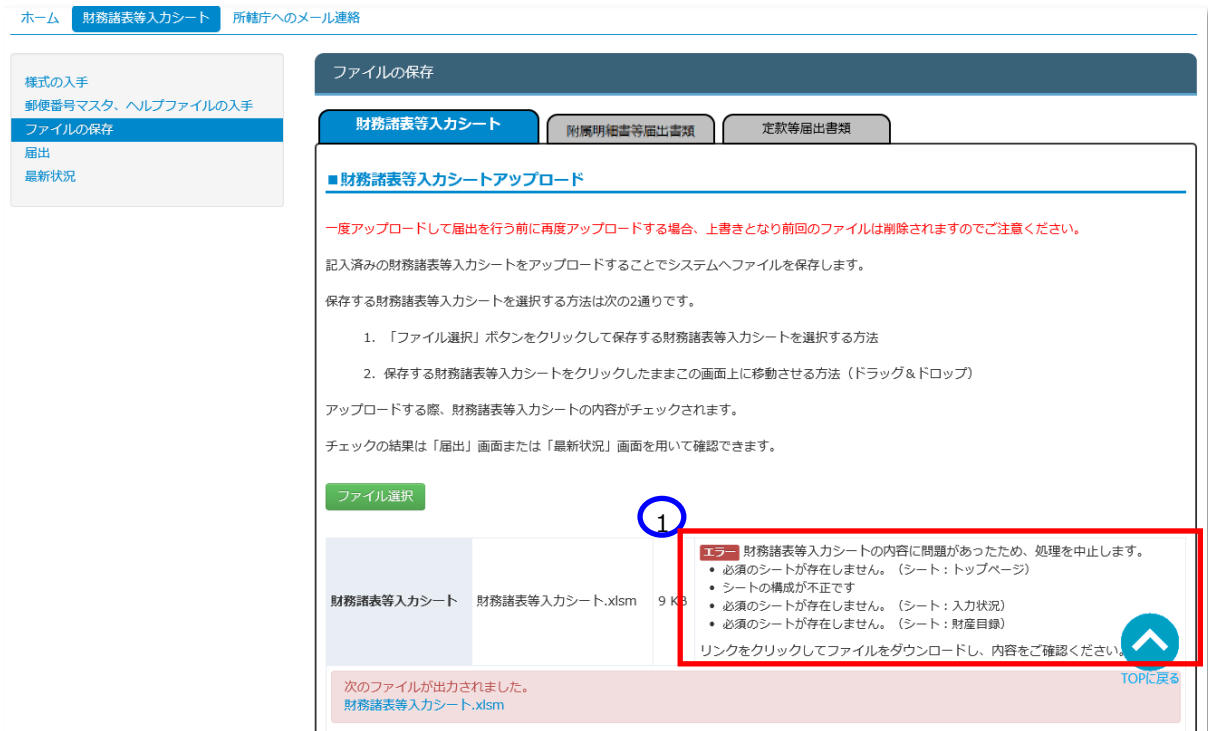 ホーム 財務諸表等入力シート 所轄庁へのメール連絡
様式の入手
郵便番号マスタ、ヘルプファイルの入手
ファイルの保存
届出
最新状況
ファイルの保存
財務諸表等入力シート 附属明細書等届出書類 定款等届出書類
■財務諸表等入力シートアップロード
一度アップロードして届出を行う前に再度アップロードする場合、上書きとなり前回のファイルは削除されますのでご注意ください。
記入済みの財務諸表等入力シートをアップロードすることでシステムへファイルを保存します。
保存する財務諸表等入力シートを選択する方法は次の2通りです。
1. 「ファイル選択」ボタンをクリックして保存する財務諸表等入力シートを選択する方法
2. 保存する財務諸表等入力シートをクリックしたままこの画面上に移動させる方法（ドラッグ＆ドロップ）
アップロードする際、財務諸表等入力シートの内容がチェックされます。
チェックの結果は「届出」画面または「最新状況」画面を用いて確認できます。
ファイル選択
1
財務諸表等入力シート 財務諸表等入力シート.xlsm 9 KB
エラー 財務諸表等入力シートの内容に問題があったため、処理を中止します。
• 必須のシートが存在しません。（シート：トップページ）
• シートの構成が不正です
• 必須のシートが存在しません。（シート：入力状況）
• 必須のシートが存在しません。（シート：財産目録）
リンクをクリックしてファイルをダウンロードし、内容をご確認ください。
TOPに戻る
次のファイルが出力されました。
財務諸表等入力シート.xlsm